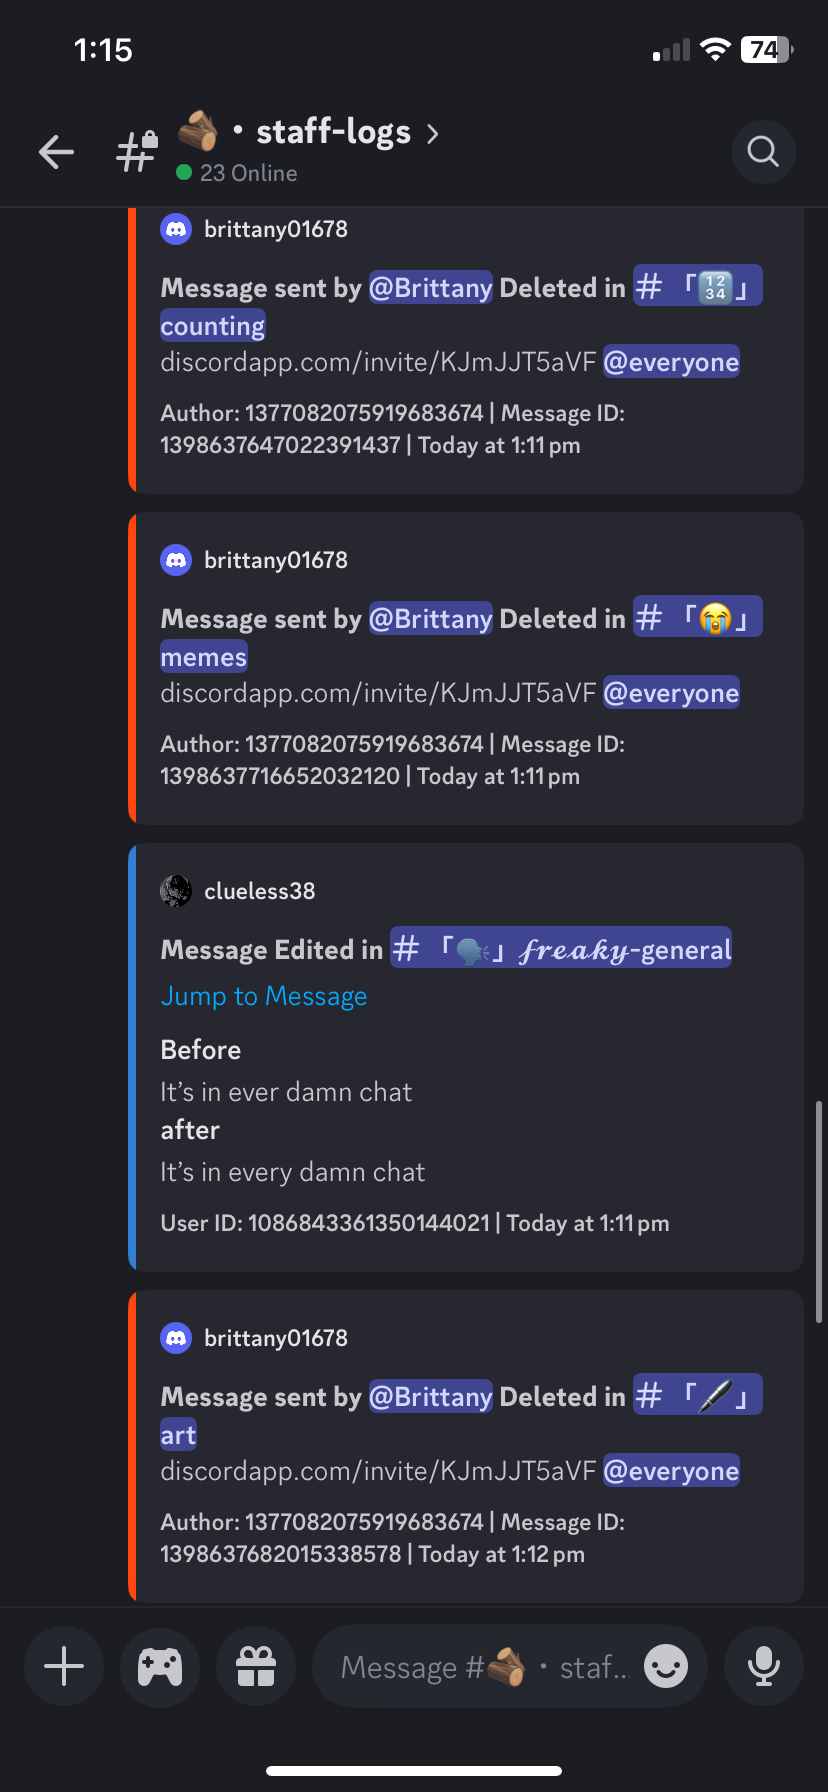 1:15
74
🪵 • staff-logs
23 Online
brittany01678
Message sent by @Brittany Deleted in # 「🔢」
counting
discordapp.com/invite/KJmJJT5aVF @everyone
Author: 1377082075919683674 | Message ID:
1398637647022391437 | Today at 1:11 pm
brittany01678
Message sent by @Brittany Deleted in # 「😭」
memes
discordapp.com/invite/KJmJJT5aVF @everyone
Author: 1377082075919683674 | Message ID:
1398637716652032120 | Today at 1:11 pm
clueless38
Message Edited in # 「🗣️」𝓯𝓻𝓮𝓪𝓴𝔂-general
Jump to Message
Before
It’s in ever damn chat
after
It’s in every damn chat
User ID: 1086843361350144021 | Today at 1:11 pm
brittany01678
Message sent by @Brittany Deleted in # 「🖋️」
art
discordapp.com/invite/KJmJJT5aVF @everyone
Author: 1377082075919683674 | Message ID:
1398637682015338578 | Today at 1:12 pm
Message #🪵 • staf...